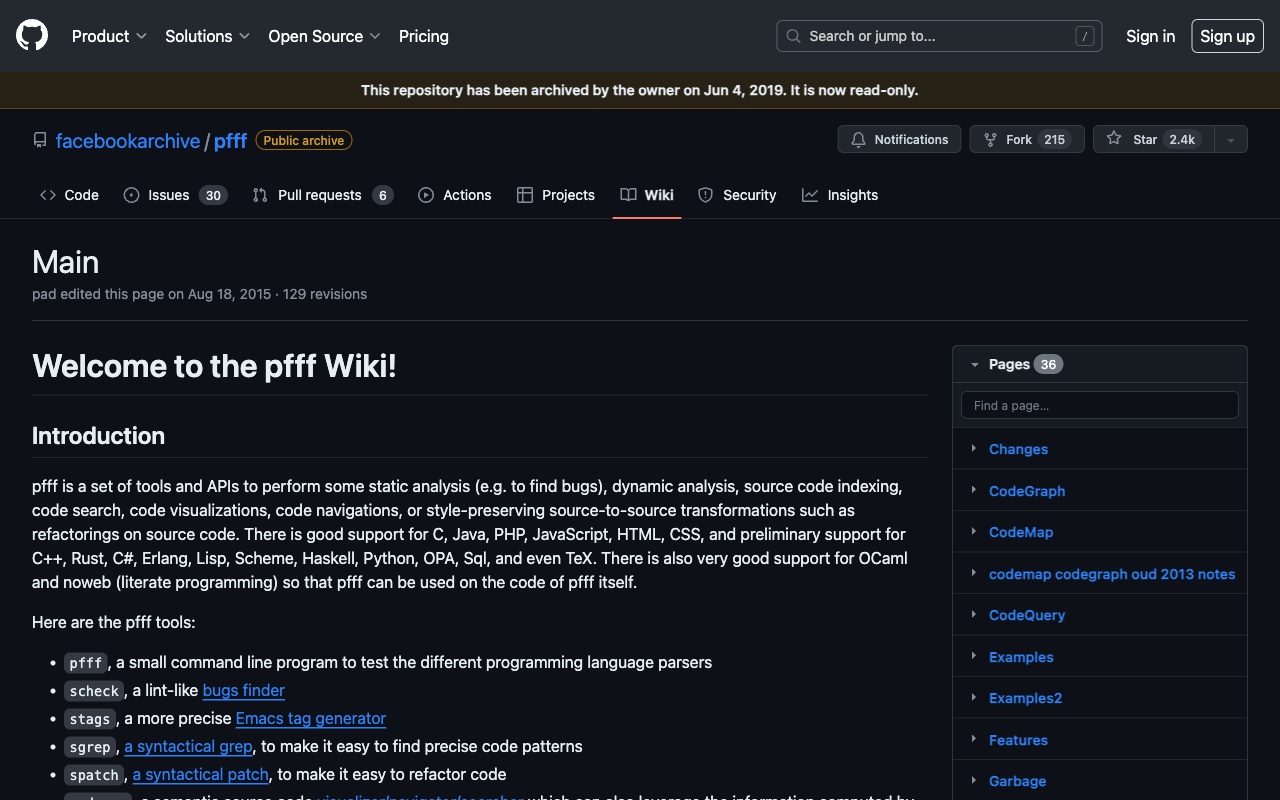 Product Solutions Open Source Pricing Search or jump to... / Sign in Sign up
This repository has been archived by the owner on Jun 4, 2019. It is now read-only.
facebookarchive / pfff Public archive Notifications Fork 215 Star 2.4k
Code Issues 30 Pull requests 6 Actions Projects Wiki Security Insights
Main
pad edited this page on Aug 18, 2015 · 129 revisions
Welcome to the pfff Wiki!
Introduction
pfff is a set of tools and APIs to perform some static analysis (e.g. to find bugs), dynamic analysis, source code indexing,
code search, code visualizations, code navigations, or style-preserving source-to-source transformations such as
refactorings on source code. There is good support for C, Java, PHP, JavaScript, HTML, CSS, and preliminary support for
C++, Rust, C#, Erlang, Lisp, Scheme, Haskell, Python, OPA, Sql, and even TeX. There is also very good support for OCaml
and noweb (literate programming) so that pfff can be used on the code of pfff itself.
Here are the pfff tools:
• pfff, a small command line program to test the different programming language parsers
• scheck, a lint-like bugs finder
• stags, a more precise Emacs tag generator
• sgrep, a syntactical grep, to make it easy to find precise code patterns
• spatch, a syntactical patch, to make it easy to refactor code
Pages 36
Find a page...
Changes
CodeGraph
CodeMap
codemap codegraph oud 2013 notes
CodeQuery
Examples
Examples2
Features
Garbage